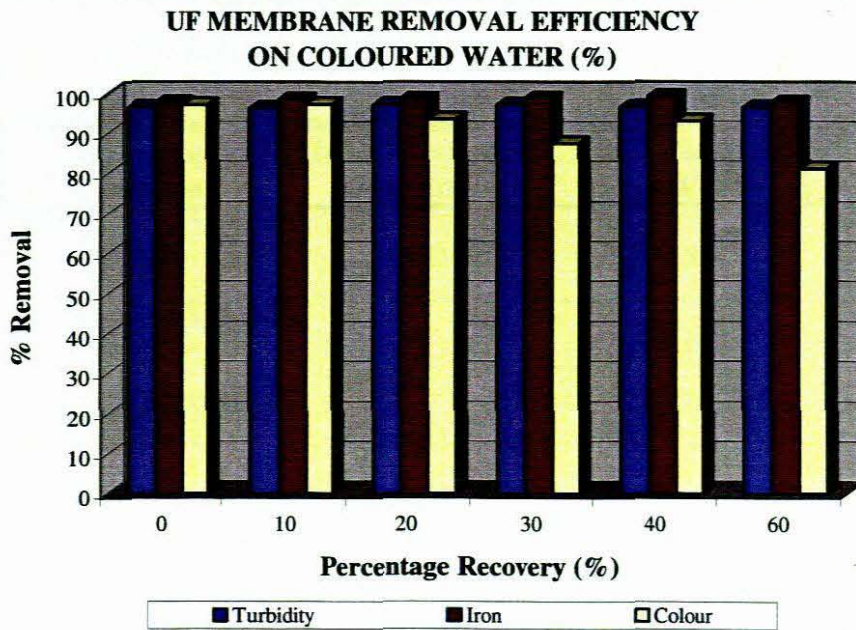 UF MEMBRANE REMOVAL EFFICIENCY
ON COLOURED WATER (%)
% Removal
100
90
80
70
60
50
40
30
20
10
0
0 10 20 30 40 60
Percentage Recovery (%)
Turbidity Iron Colour